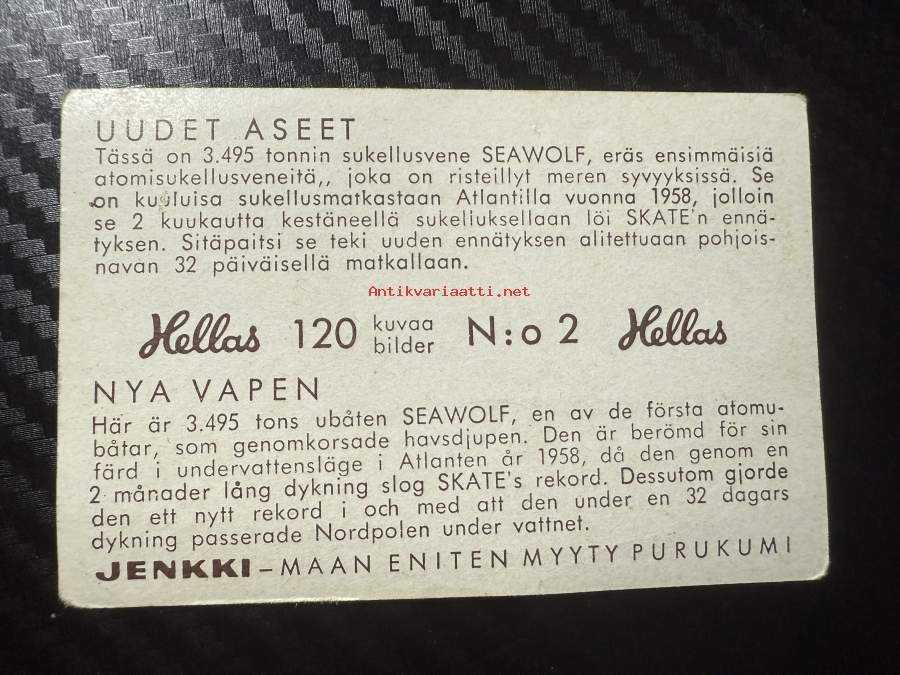 UUDET ASEET
Tässä on 3.495 tonnin sukellusvene SEAWOLF, eräs ensimmäisiä
atomisukellusveneitä,, joka on risteillyt meren syvyyksissä. Se
on kuuluisa sukellusmatkastaan Atlantilla vuonna 1958, jolloin
se 2 kuukautta kestäneellä sukelluksellaan löi SKATE'n ennä-
tyksen. Sitäpaitsi se teki uuden ennätyksen alitettuaan pohjois-
navan 32 päiväisellä matkallaan.
Antikvariaatti.net
Hellas 120 kuvaa bilder N:o 2 Hellas
NYA VAPEN
Här är 3.495 tons ubåten SEAWOLF, en av de första atomu-
båtar, som genomkorsade havsdjupen. Den är berömd för sin
färd i undervattensläge i Atlanten år 1958, då den genom en
2 månader lång dykning slog SKATE's rekord. Dessutom gjorde
den ett nytt rekord i och med att den under en 32 dagars
dykning passerade Nordpolen under vattnet.
JENKKI – MAAN ENITEN MYYTY PURUKUMI